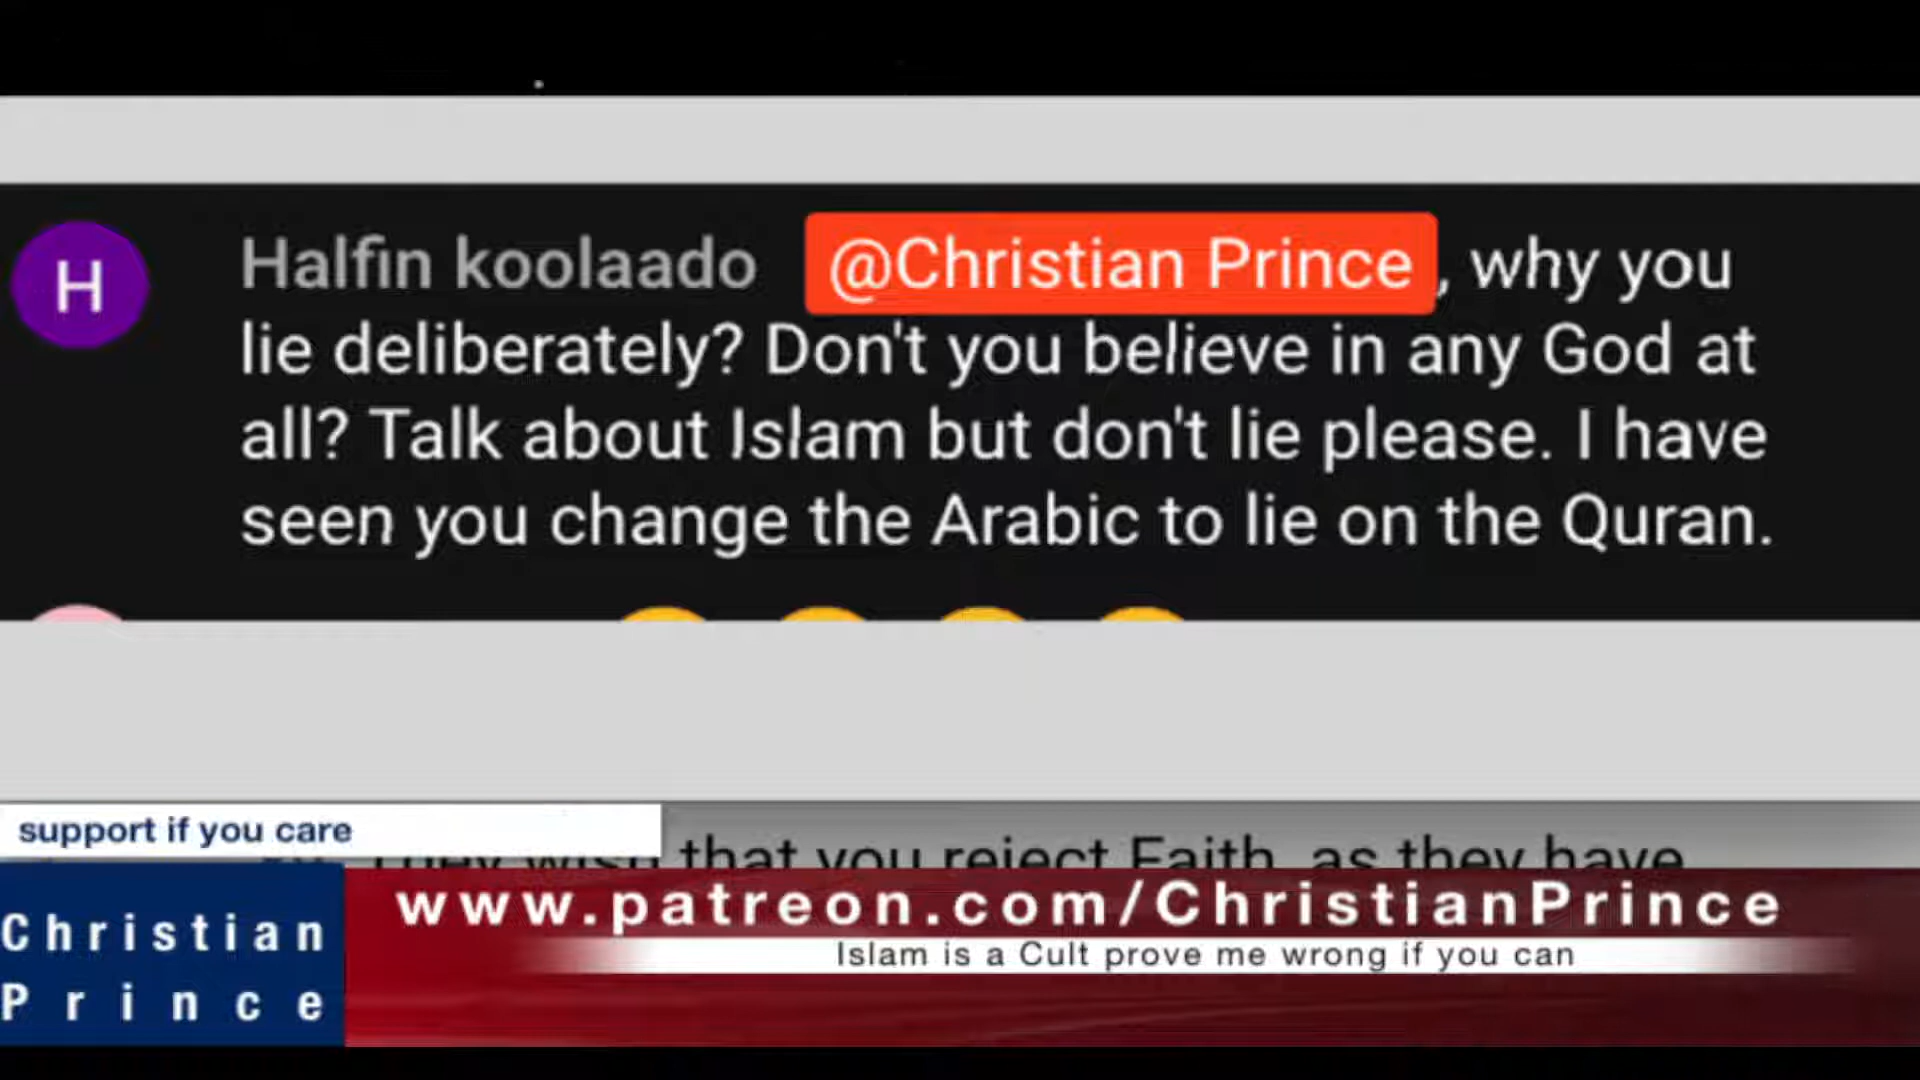 H
Halfin koolaado @Christian Prince, why you
lie deliberately? Don't you believe in any God at
all? Talk about Islam but don't lie please. I have
seen you change the Arabic to lie on the Quran.
support if you care
They wish that you reject Faith, as they have
Christian
Prince
www.patreon.com/ChristianPrince
Islam is a Cult prove me wrong if you can